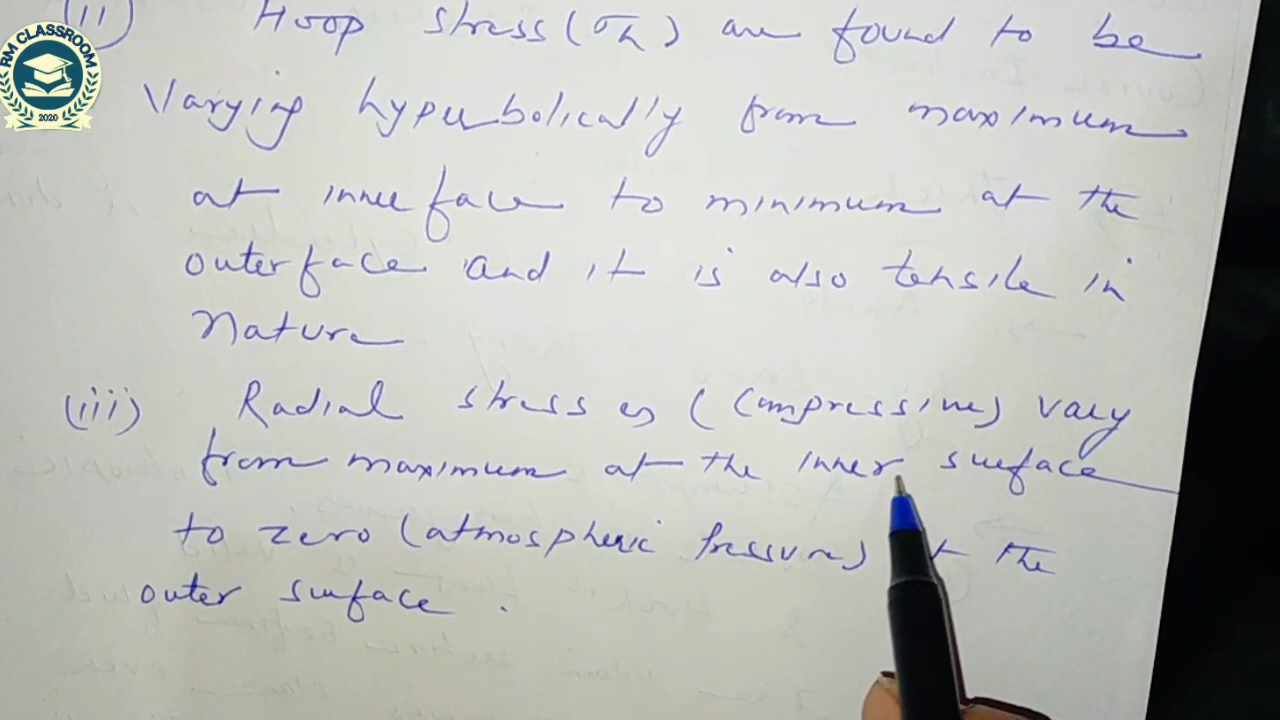 RM CLASSROOM
2020
(ii) Hoop stress (σh) are found to be
varying hyperbolically from maximum
at inner face to minimum at the
outer face and it is also tensile in
Nature
(iii) Radial stresses (compressive) vary
from maximum at the inner surface
to zero (atmospheric Pressure) at the
outer surface.